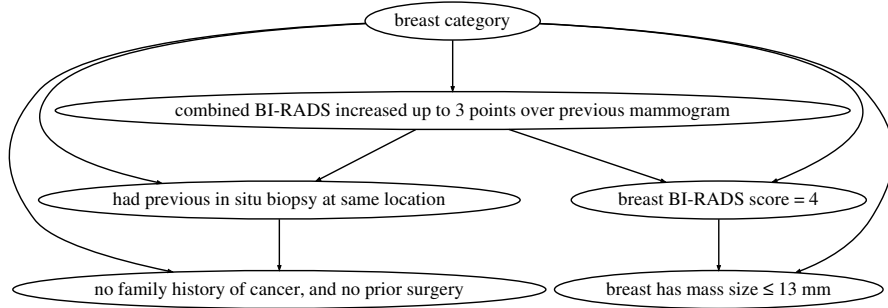 breast category
combined BI-RADS increased up to 3 points over previous mammogram
had previous in situ biopsy at same location
breast BI-RADS score = 4
no family history of cancer, and no prior surgery
breast has mass size ≤ 13 mm